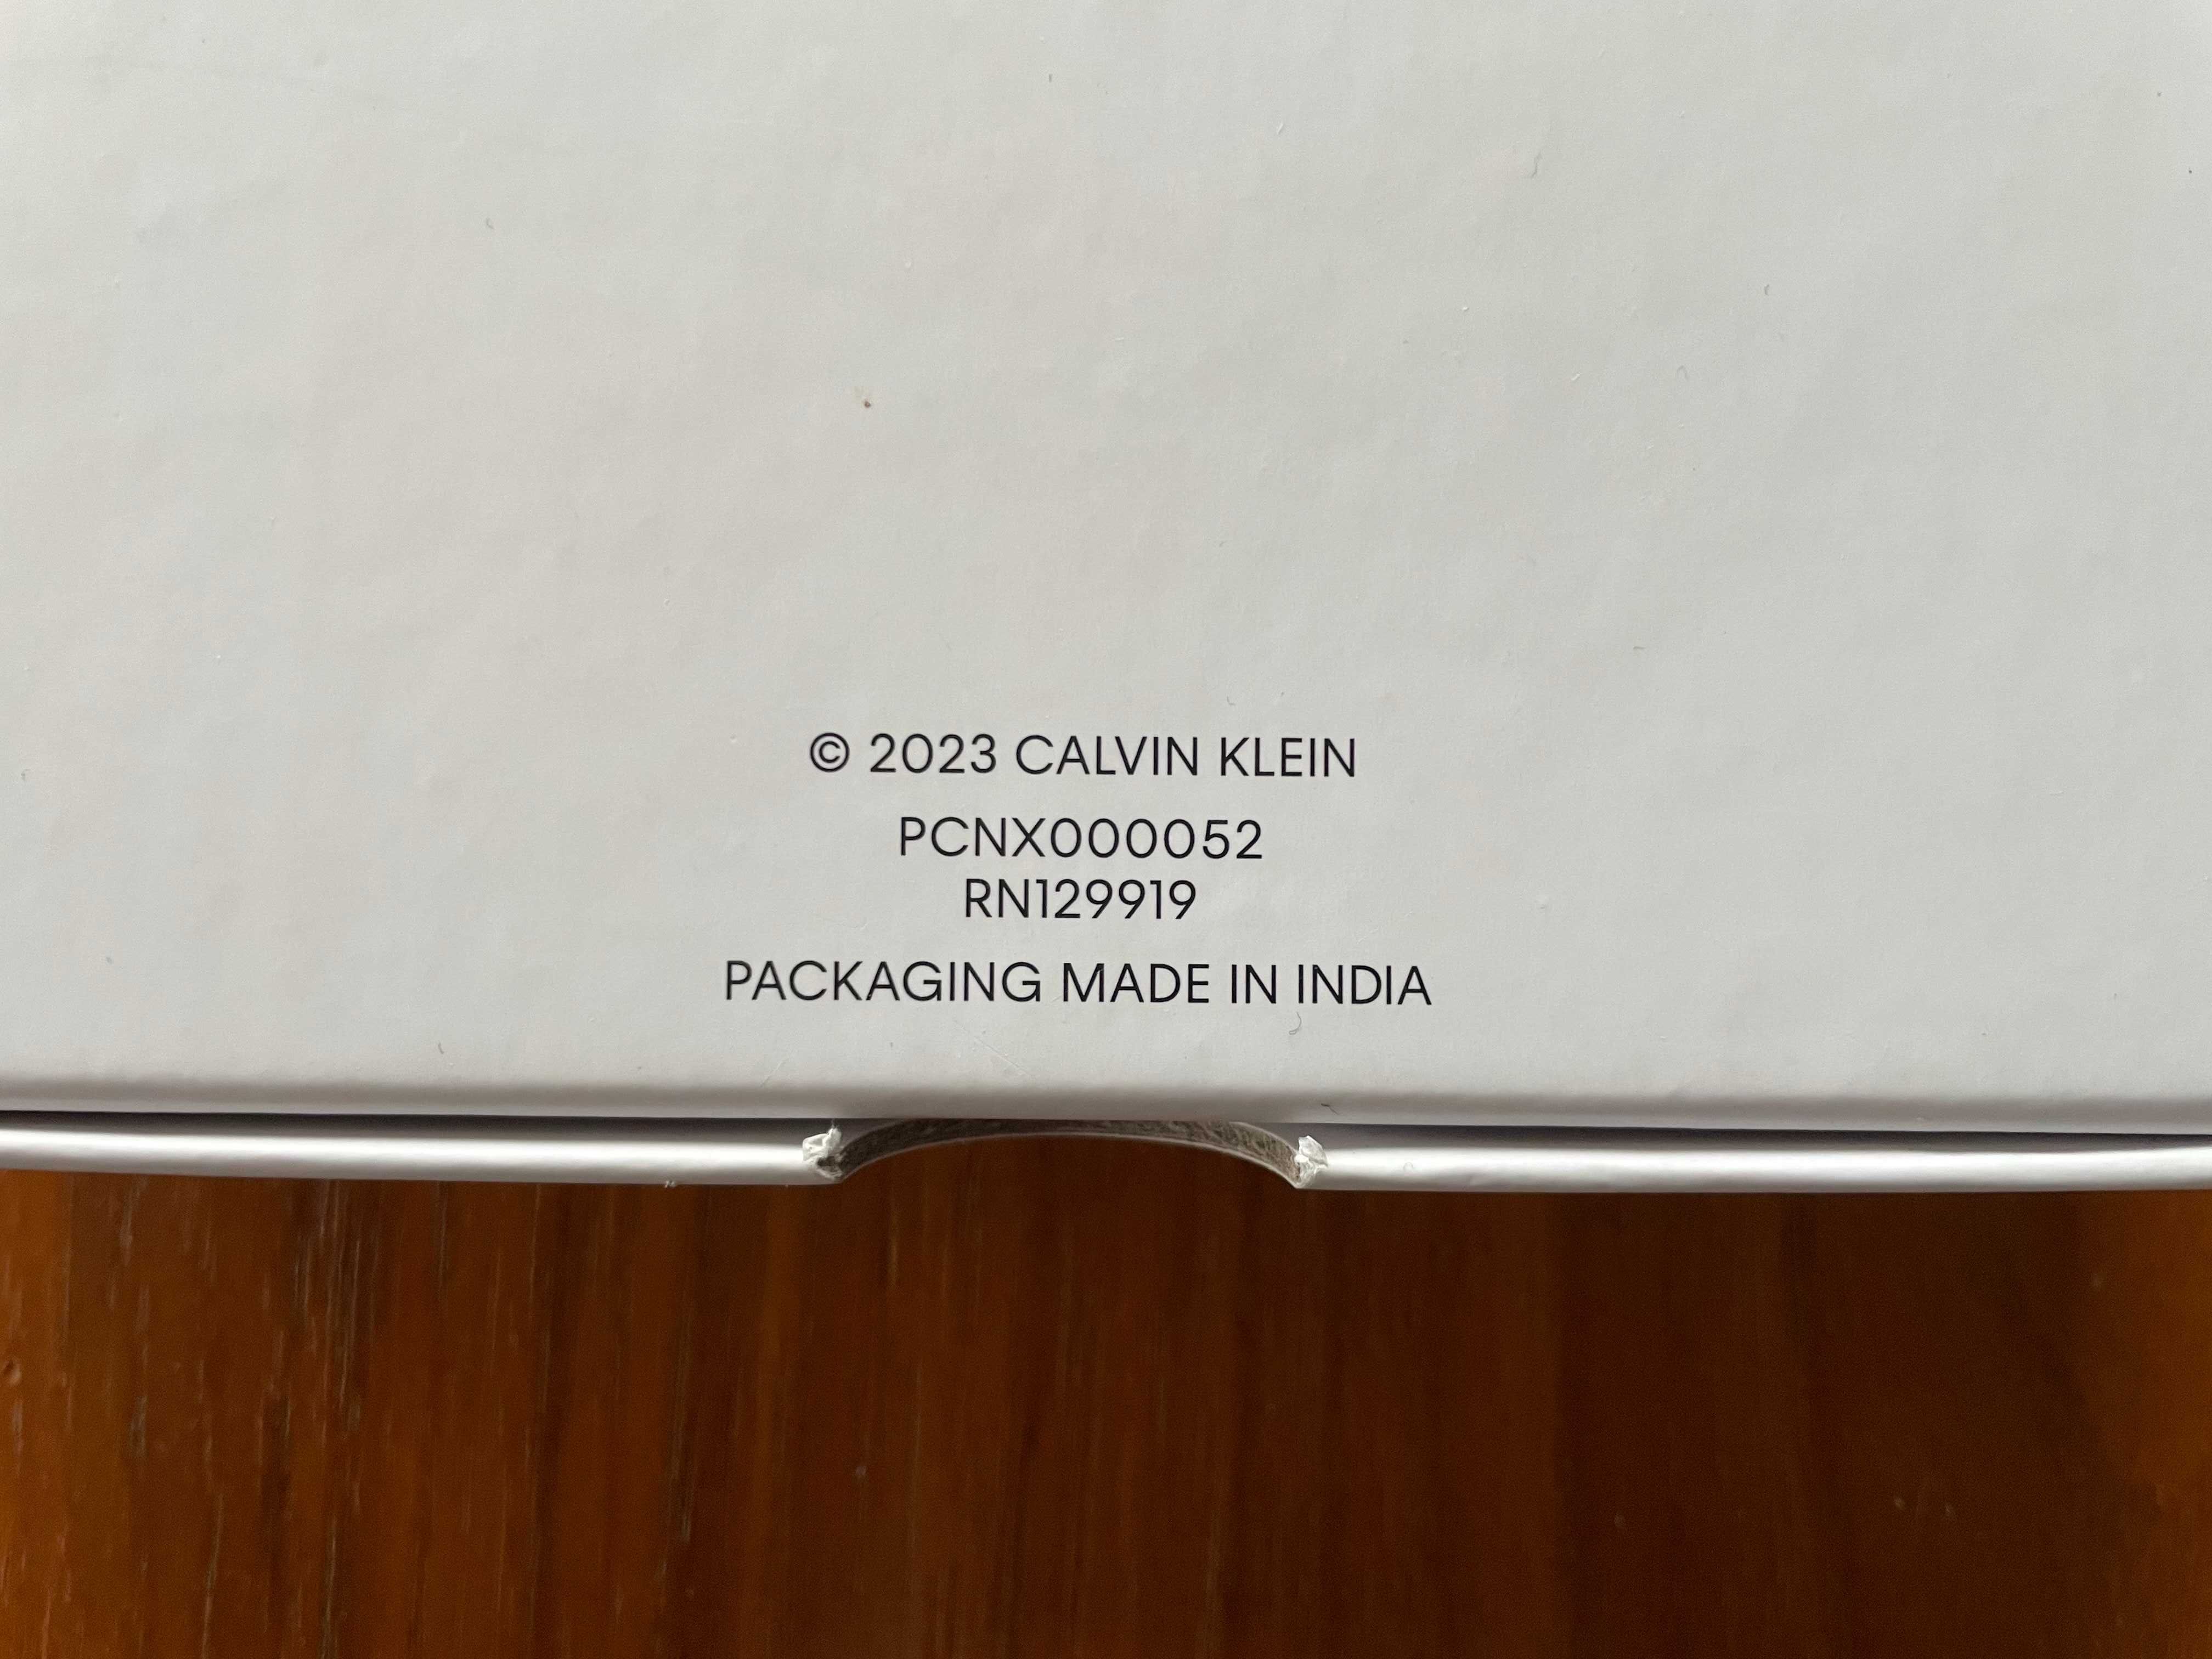 © 2023 CALVIN KLEIN
PCNX000052
RN129919
PACKAGING MADE IN INDIA